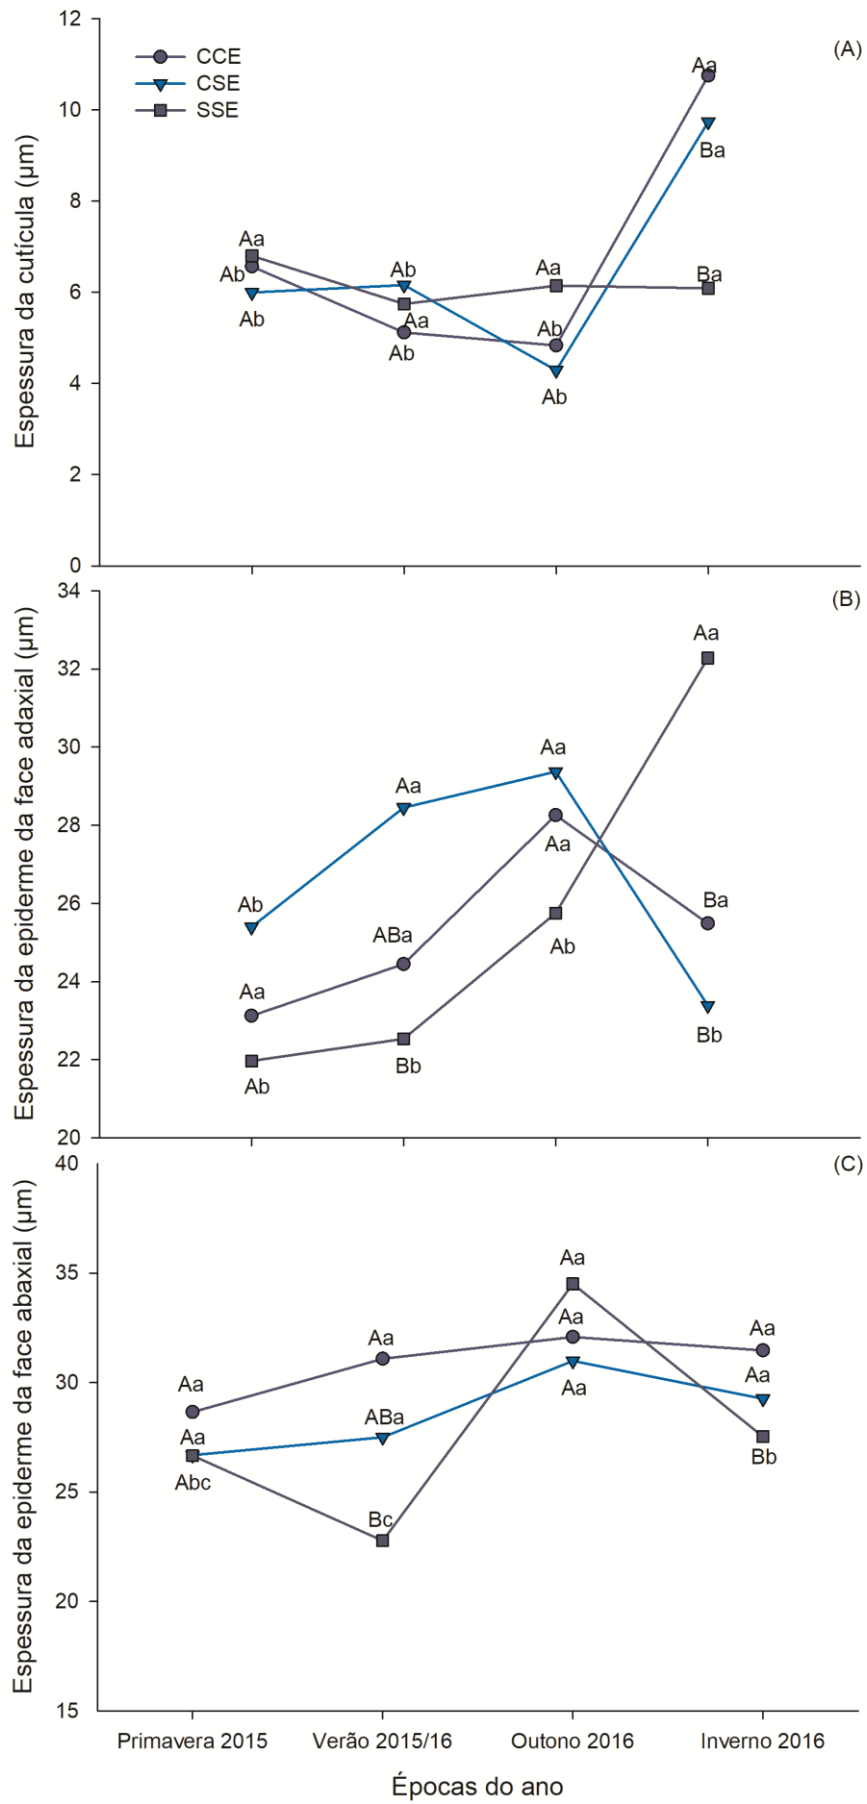 12
(A)
CCE
CSE
SSE
Aa
10
Ba
8
Aa
Ab
Ab
Aa
Ba
6
Ab
Aa
Ab
Ab
4
Ab
2
0
Espessura da cutícula (µm)
34
(B)
Aa
32
Aa
30
Aa
28
Aa
Ab
Ba
26
ABa
Aa
Ab
24
Bb
22
Bb
Ab
20
Espessura da epiderme da face adaxial (µm)
40
(C)
Aa
35
Aa
Aa
Aa
Aa
Aa
30
Aa
ABa
Aa
Bb
Abc
25
Bc
20
15
Espessura da epiderme da face abaxial (µm)
Primavera 2015 Verão 2015/16 Outono 2016 Inverno 2016
Épocas do ano